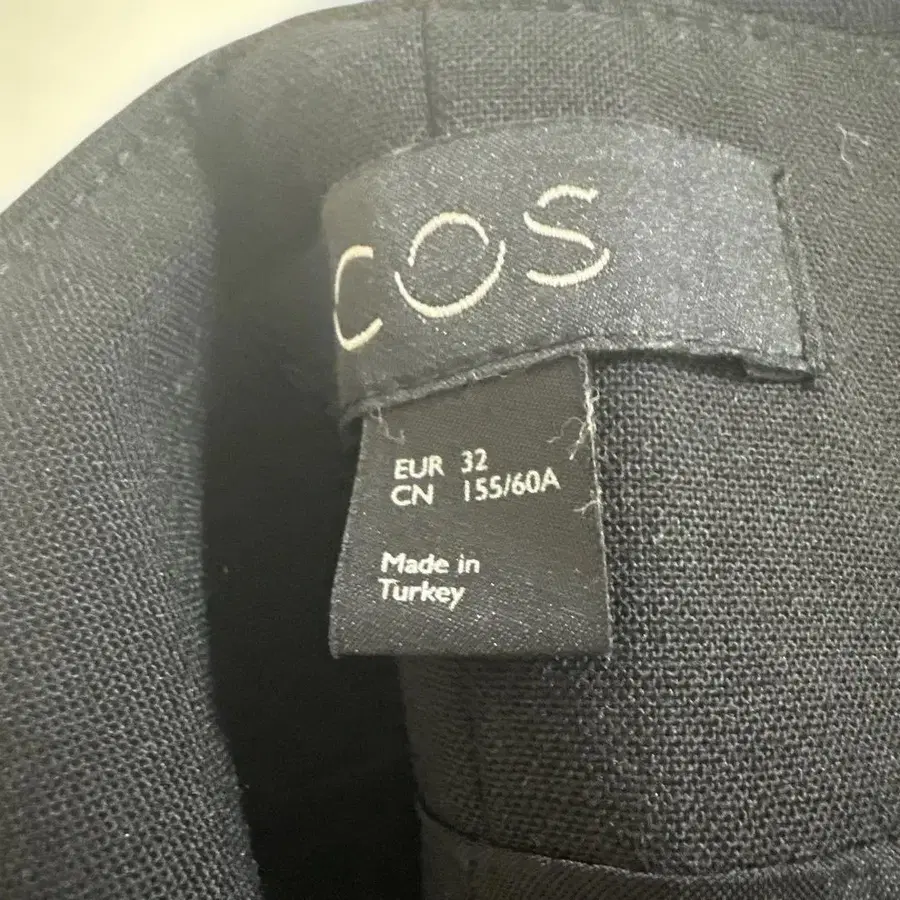 COS
EUR 32
CN 155/60A
Made in
Turkey